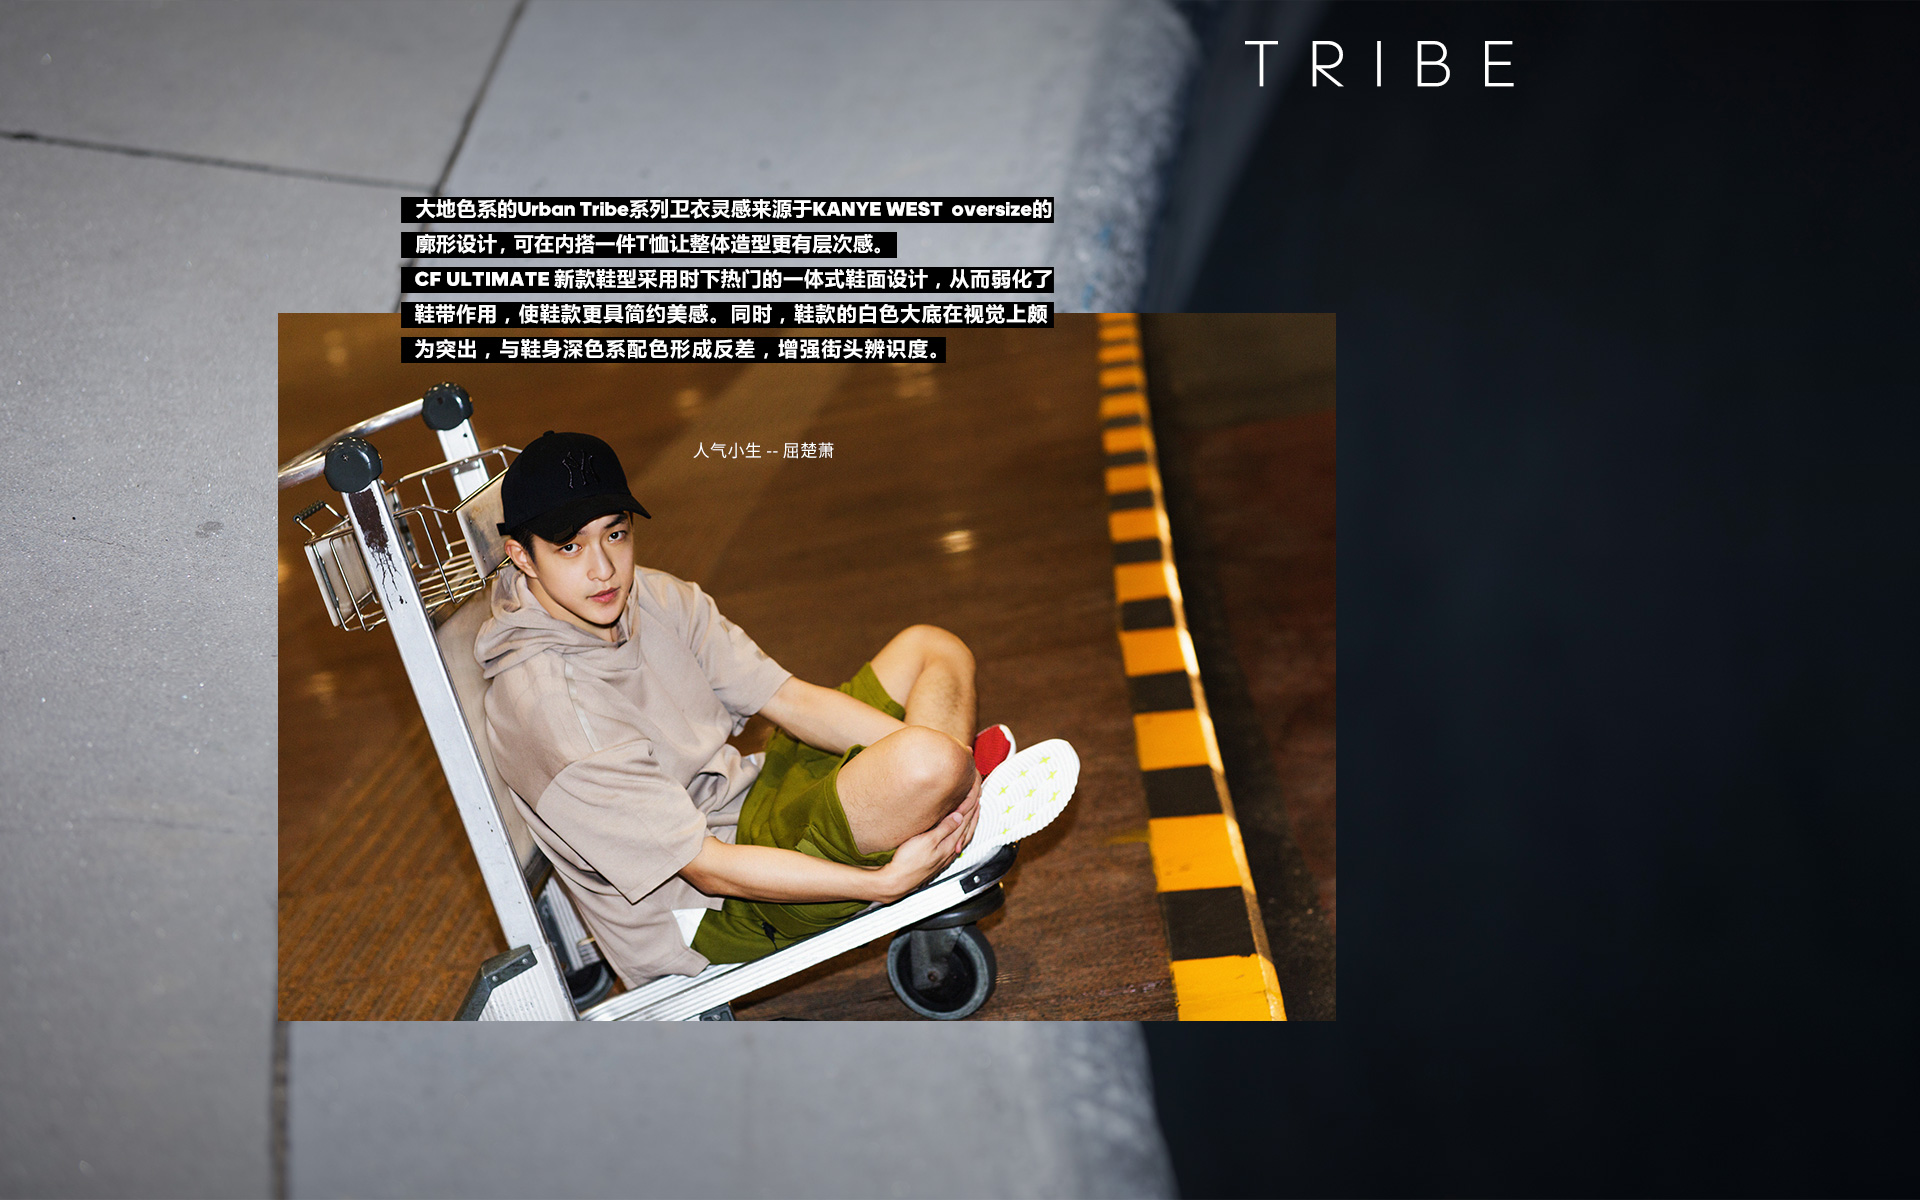 TRIBE
大地色系的Urban Tribe系列卫衣灵感来源于KANYE WEST oversize的
廓形设计，可在内搭一件T恤让整体造型更有层次感。
CF ULTIMATE 新款鞋型采用时下热门的一体式鞋面设计，从而弱化了
鞋带作用，使鞋款更具简约美感。同时，鞋款的白色大底在视觉上颇
为突出，与鞋身深色系配色形成反差，增强街头辨识度。
人气小生 -- 屈楚萧